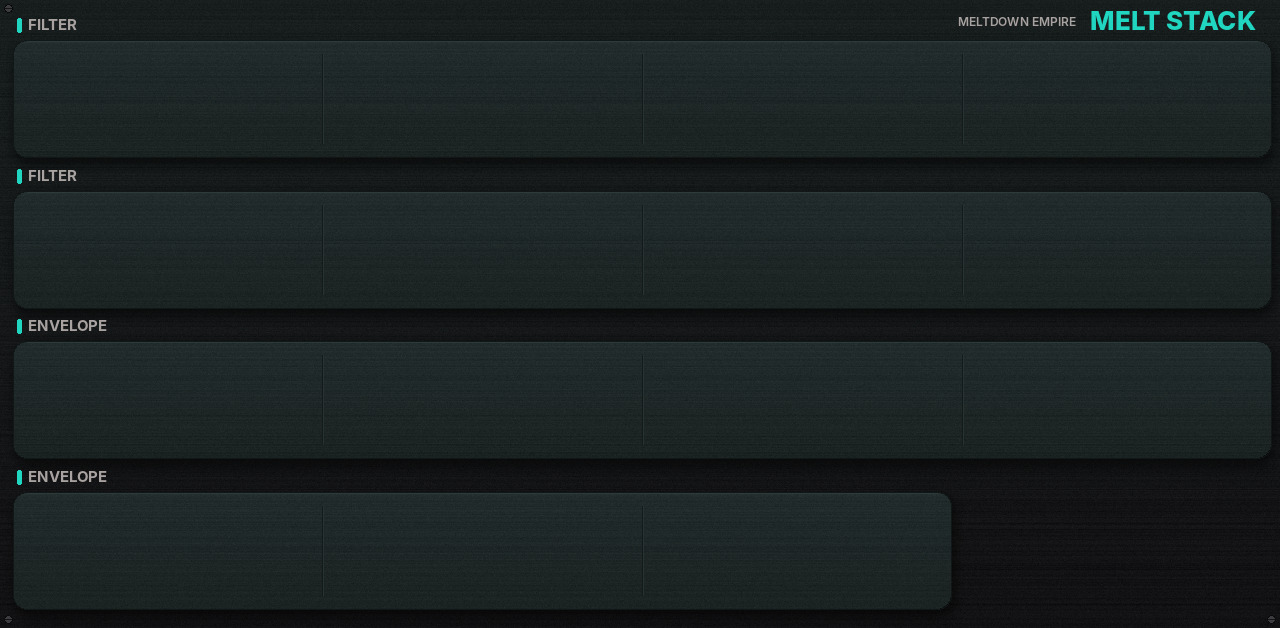 FILTER
MELTDOWN EMPIRE MELT STACK
FILTER
ENVELOPE
ENVELOPE